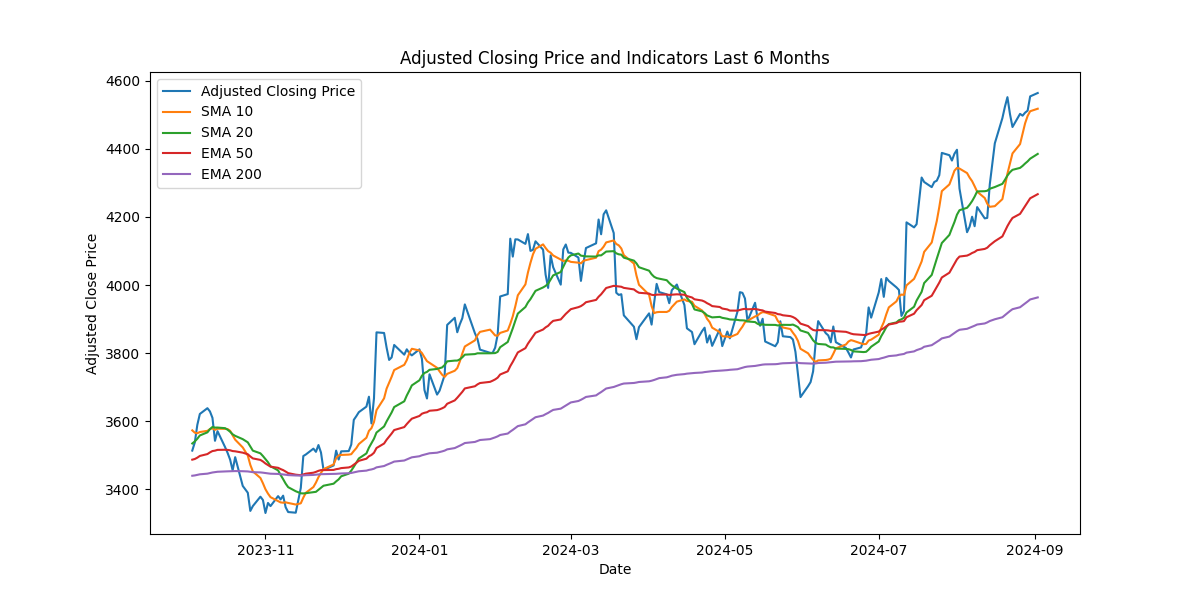 Adjusted Closing Price and Indicators Last 6 Months
Adjusted Closing Price
SMA 10
SMA 20
EMA 50
EMA 200
4600
4400
4200
4000
3800
3600
3400
Adjusted Close Price
2023-11
2024-01
2024-03
2024-05
2024-07
2024-09
Date